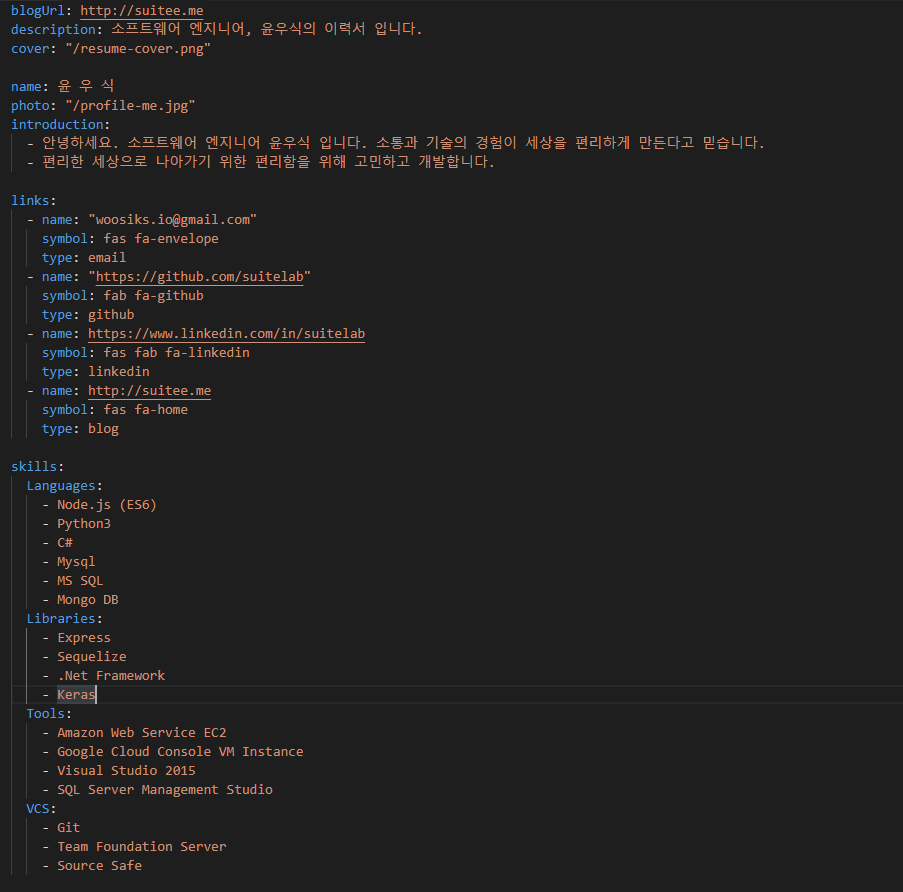 blogUrl: http://suitee.me
description: 소프트웨어 엔지니어, 윤우식의 이력서 입니다.
cover: "/resume-cover.png"
name: 윤 우 식
photo: "/profile-me.jpg"
introduction:
- 안녕하세요. 소프트웨어 엔지니어 윤우식 입니다. 소통과 기술의 경험이 세상을 편리하게 만든다고 믿습니다.
- 편리한 세상으로 나아가기 위한 편리함을 위해 고민하고 개발합니다.
links:
- name: "woosiks.io@gmail.com"
symbol: fas fa-envelope
type: email
- name: "https://github.com/suitelab"
symbol: fab fa-github
type: github
- name: https://www.linkedin.com/in/suitelab
symbol: fas fab fa-linkedin
type: linkedin
- name: http://suitee.me
symbol: fas fa-home
type: blog
skills:
Languages:
- Node.js (ES6)
- Python3
- C#
- Mysql
- MS SQL
- Mongo DB
Libraries:
- Express
- Sequelize
- .Net Framework
- Keras
Tools:
- Amazon Web Service EC2
- Google Cloud Console VM Instance
- Visual Studio 2015
- SQL Server Management Studio
VCS:
- Git
- Team Foundation Server
- Source Safe